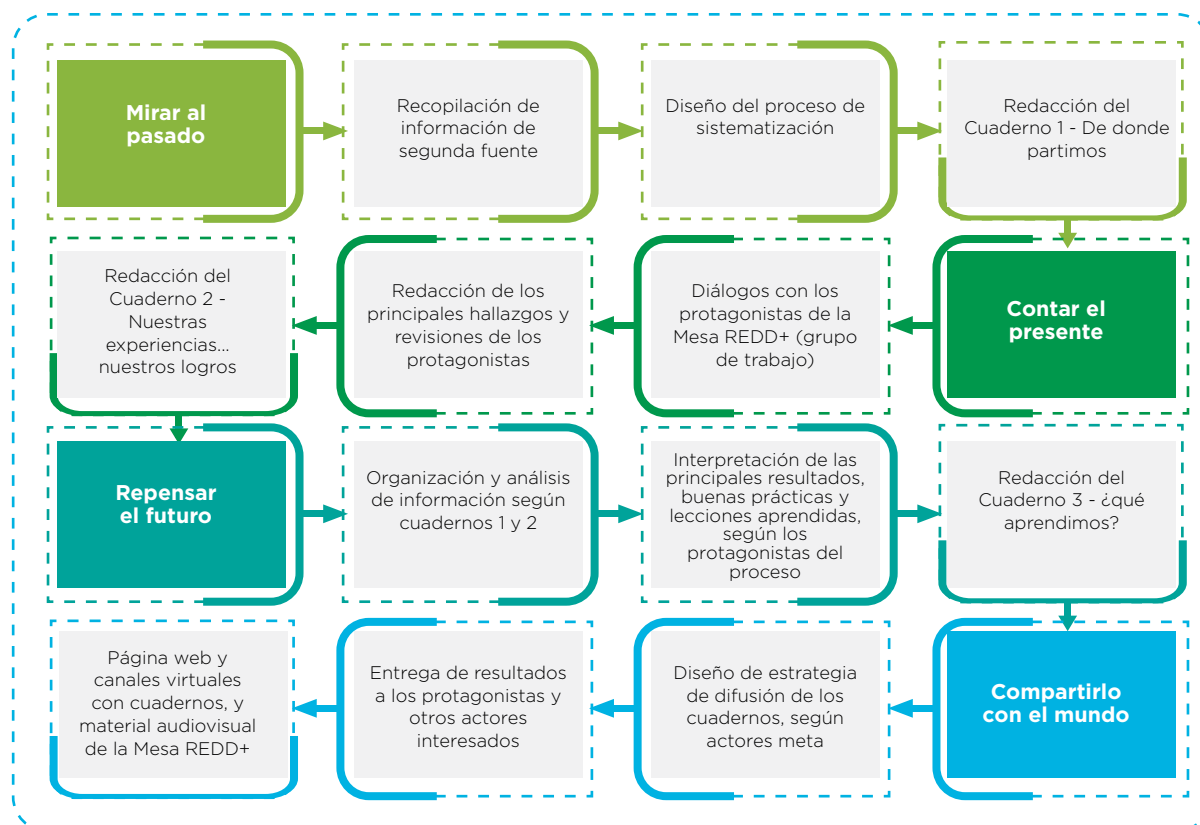 Mirar al
pasado
Recopilación de
información de
segunda fuente
Diseño del proceso de
sistematización
Redacción del
Cuaderno 1 - De donde
partimos
Contar el
presente
Diálogos con los
protagonistas de la
Mesa REDD+ (grupo
de trabajo)
Redacción de los
principales hallazgos y
revisiones de los
protagonistas
Redacción del
Cuaderno 2 -
Nuestras
experiencias...
nuestros logros
Repensar
el futuro
Organización y análisis
de información según
cuadernos 1 y 2
Interpretación de las
principales resultados,
buenas prácticas y
lecciones aprendidas,
según los
protagonistas del
proceso
Redacción del
Cuaderno 3 - ¿qué
aprendimos?
Compartirlo
con el mundo
Diseño de estrategia
de difusión de los
cuadernos, según
actores meta
Entrega de resultados
a los protagonistas y
otros actores
interesados
Página web y
canales virtuales
con cuadernos, y
material audiovisual
de la Mesa REDD+